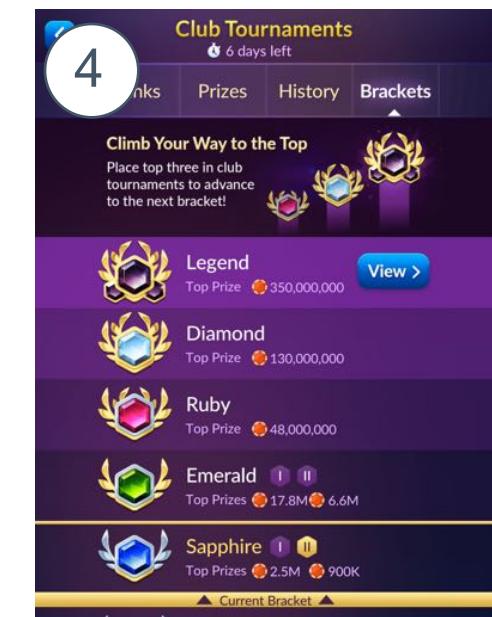 Club Tournaments
6 days left
4
Prizes History Brackets
Climb Your Way to the Top
Place top three in club
tournaments to advance
to the next bracket!
Legend
Top Prize 350,000,000
View >
Diamond
Top Prize 130,000,000
Ruby
Top Prize 48,000,000
Emerald I II
Top Prizes 17.8M 6.6M
Sapphire I II
Top Prizes 2.5M 900K
Current Bracket